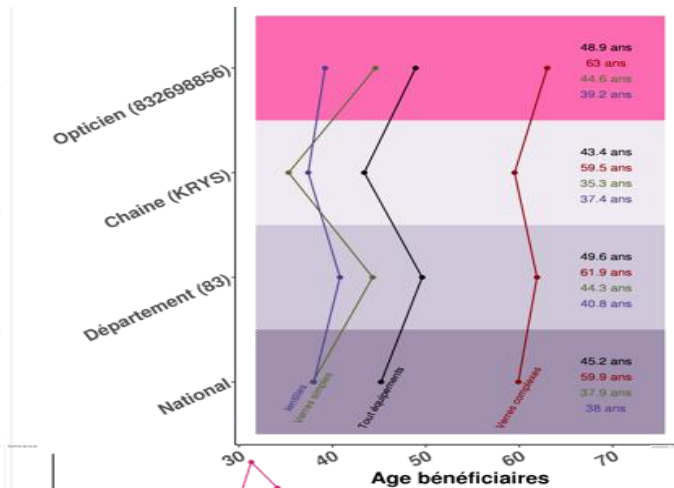 Opticien (832698856)
48.9 ans
63 ans
44.6 ans
39.2 ans
Chaine (KRYS)
43.4 ans
59.5 ans
35.3 ans
37.4 ans
Département (83)
49.6 ans
61.9 ans
44.3 ans
40.8 ans
National
lentilles
Verres simples
Tout équipements
Verres complexes
45.2 ans
59.9 ans
37.9 ans
38 ans
30 40 50 60 70
Age bénéficiaires